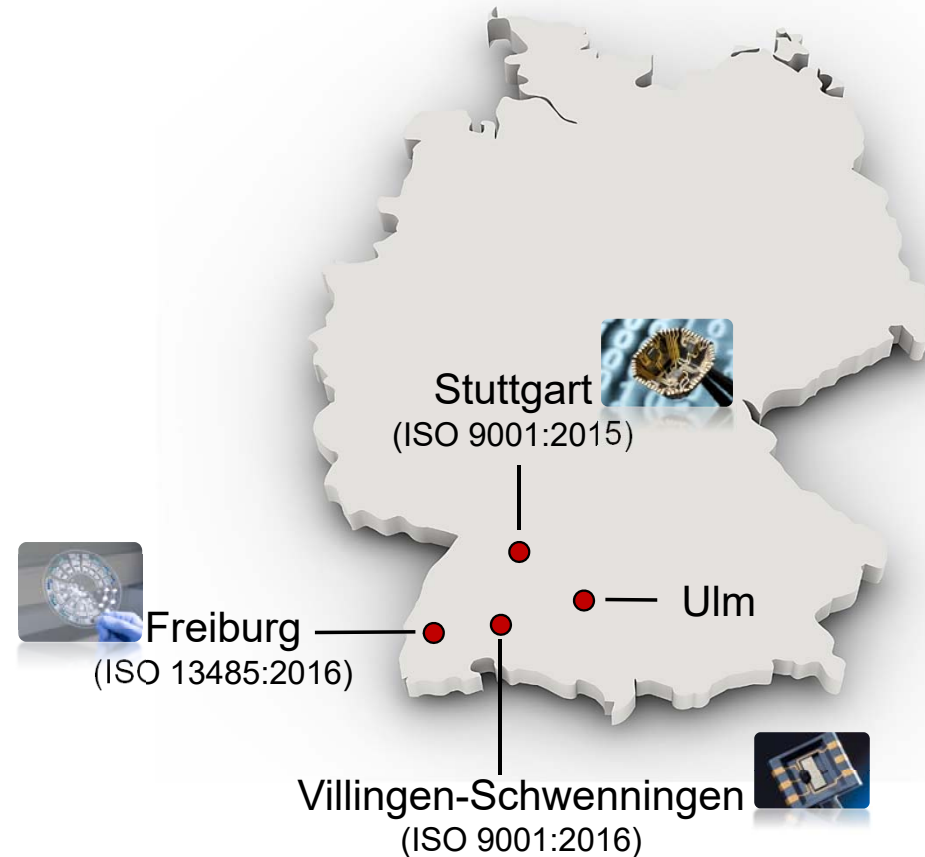 Stuttgart
(ISO 9001:2015)
Ulm
Freiburg
(ISO 13485:2016)
Villingen-Schwenningen
(ISO 9001:2016)